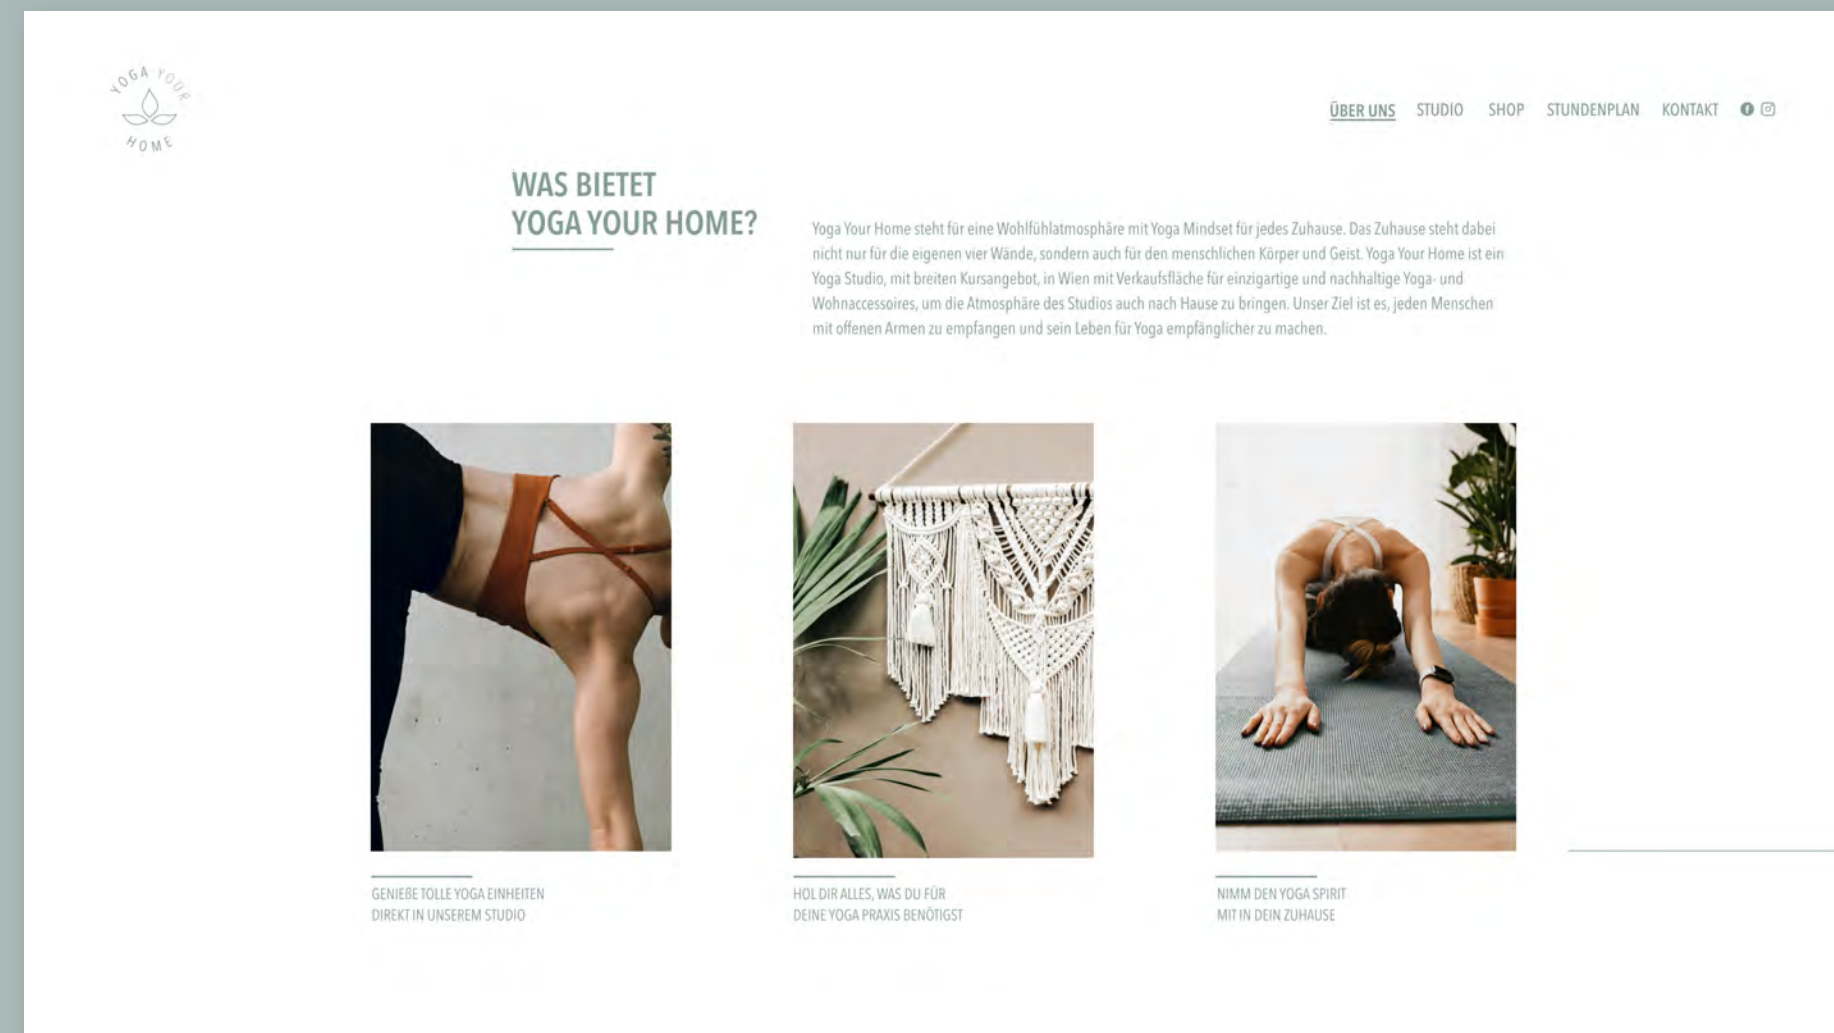 YOGA YOUR
HOME
ÜBER UNS STUDIO SHOP STUNDENPLAN KONTAKT
WAS BIETET
YOGA YOUR HOME?
Yoga Your Home steht für eine Wohlfühlatmosphäre mit Yoga Mindset für jedes Zuhause. Das Zuhause steht dabei
nicht nur für die eigenen vier Wände, sondern auch für den menschlichen Körper und Geist. Yoga Your Home ist ein
Yoga Studio, mit breiten Kursangebot, in Wien mit Verkaufsfläche für einzigartige und nachhaltige Yoga- und
Wohnaccessoires, um die Atmosphäre des Studios auch nach Hause zu bringen. Unser Ziel ist es, jeden Menschen
mit offenen Armen zu empfangen und sein Leben für Yoga empfänglicher zu machen.
GENIEßE TOLLE YOGA EINHEITEN
DIREKT IN UNSEREM STUDIO
HOL DIR ALLES, WAS DU FÜR
DEINE YOGA PRAXIS BENÖTIGST
NIMM DEN YOGA SPIRIT
MIT IN DEIN ZUHAUSE